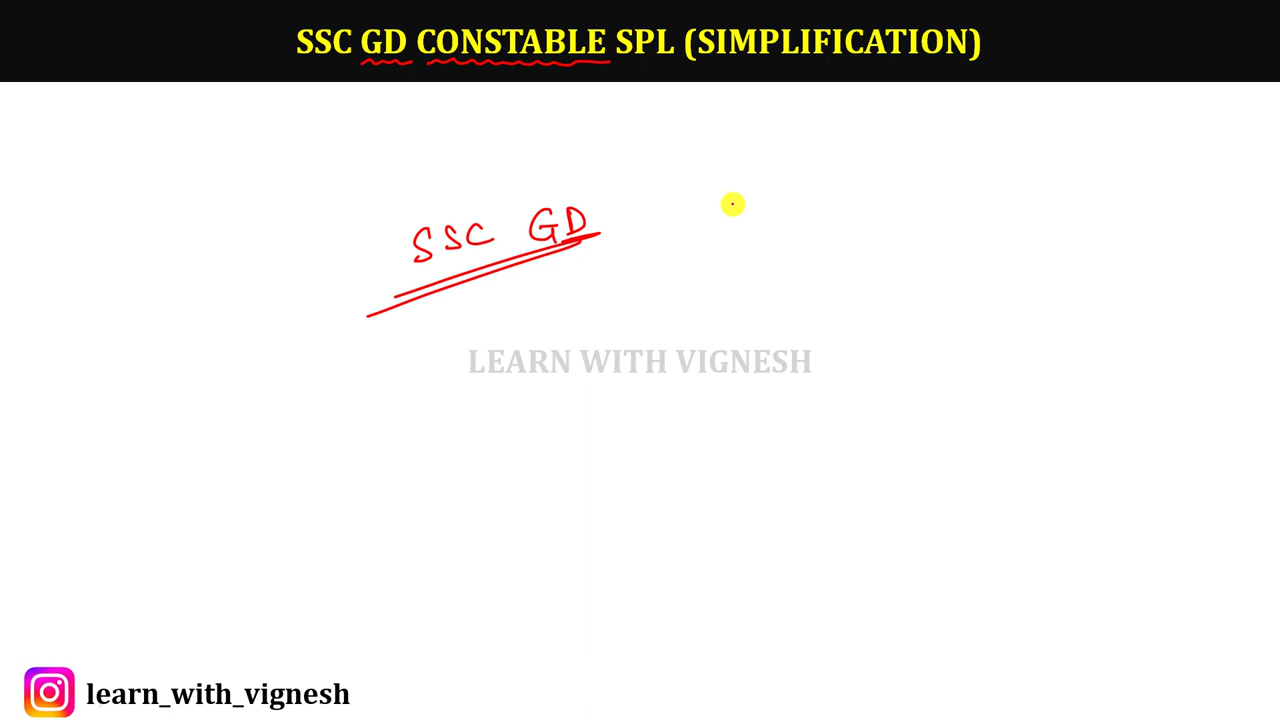 SSC GD CONSTABLE SPL (SIMPLIFICATION)
SSC GD
LEARN WITH VIGNESH
learn_with_vignesh